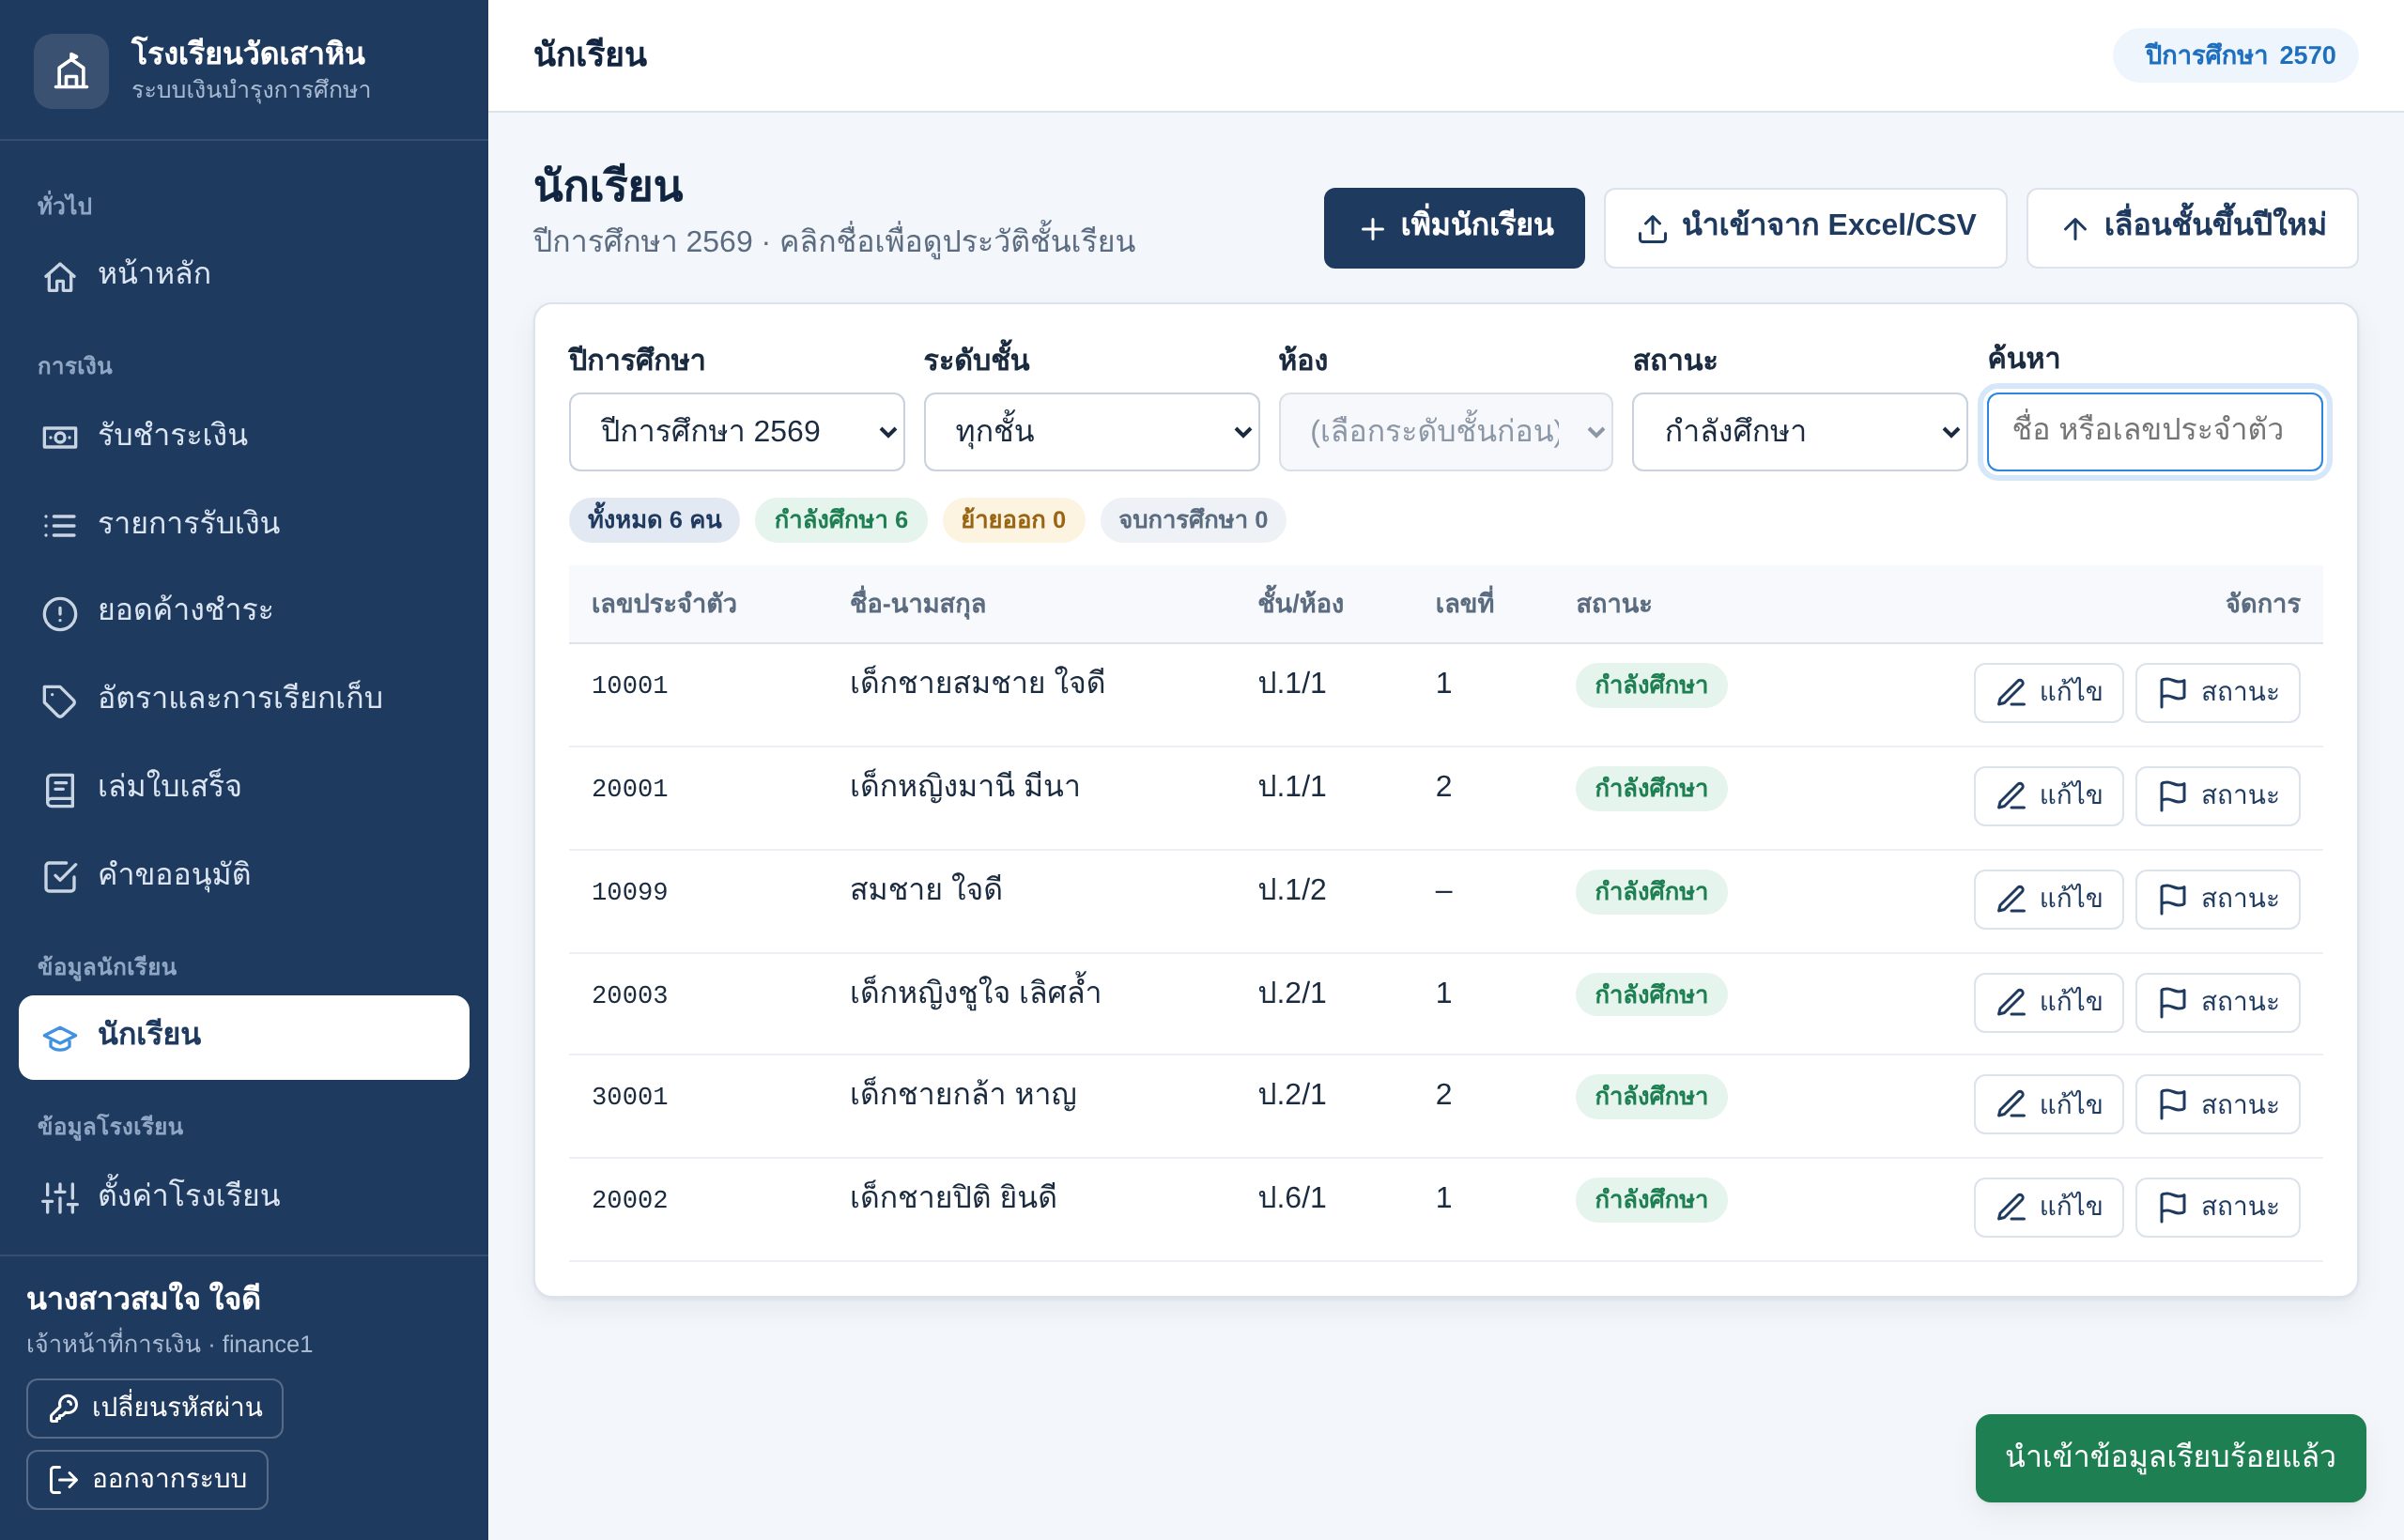 โรงเรียนวัดเสาหิน
ระบบเงินบำรุงการศึกษา
ทั่วไป
หน้าหลัก
การเงิน
รับชำระเงิน
รายการรับเงิน
ยอดค้างชำระ
อัตราและการเรียกเก็บ
เล่มใบเสร็จ
คำขออนุมัติ
ข้อมูลนักเรียน
นักเรียน
ข้อมูลโรงเรียน
ตั้งค่าโรงเรียน
นางสาวสมใจ ใจดี
เจ้าหน้าที่การเงิน · finance1
เปลี่ยนรหัสผ่าน
ออกจากระบบ
นักเรียน
ปีการศึกษา 2570
นักเรียน
ปีการศึกษา 2569 · คลิกชื่อเพื่อดูประวัติชั้นเรียน
เพิ่มนักเรียน นำเข้าจาก Excel/CSV เลื่อนชั้นขึ้นปีใหม่
ปีการศึกษา ระดับชั้น ห้อง สถานะ ค้นหา
ปีการศึกษา 2569 ทุกชั้น (เลือกระดับชั้นก่อน) กำลังศึกษา ชื่อ หรือเลขประจำตัว
ทั้งหมด 6 คน กำลังศึกษา 6 ย้ายออก 0 จบการศึกษา 0
เลขประจำตัว ชื่อ-นามสกุล ชั้น/ห้อง เลขที่ สถานะ จัดการ
10001 เด็กชายสมชาย ใจดี ป.1/1 1 กำลังศึกษา แก้ไข สถานะ
20001 เด็กหญิงมานี มีนา ป.1/1 2 กำลังศึกษา แก้ไข สถานะ
10099 สมชาย ใจดี ป.1/2 – กำลังศึกษา แก้ไข สถานะ
20003 เด็กหญิงชูใจ เลิศล้ำ ป.2/1 1 กำลังศึกษา แก้ไข สถานะ
30001 เด็กชายกล้า หาญ ป.2/1 2 กำลังศึกษา แก้ไข สถานะ
20002 เด็กชายปิติ ยินดี ป.6/1 1 กำลังศึกษา แก้ไข สถานะ
นำเข้าข้อมูลเรียบร้อยแล้ว